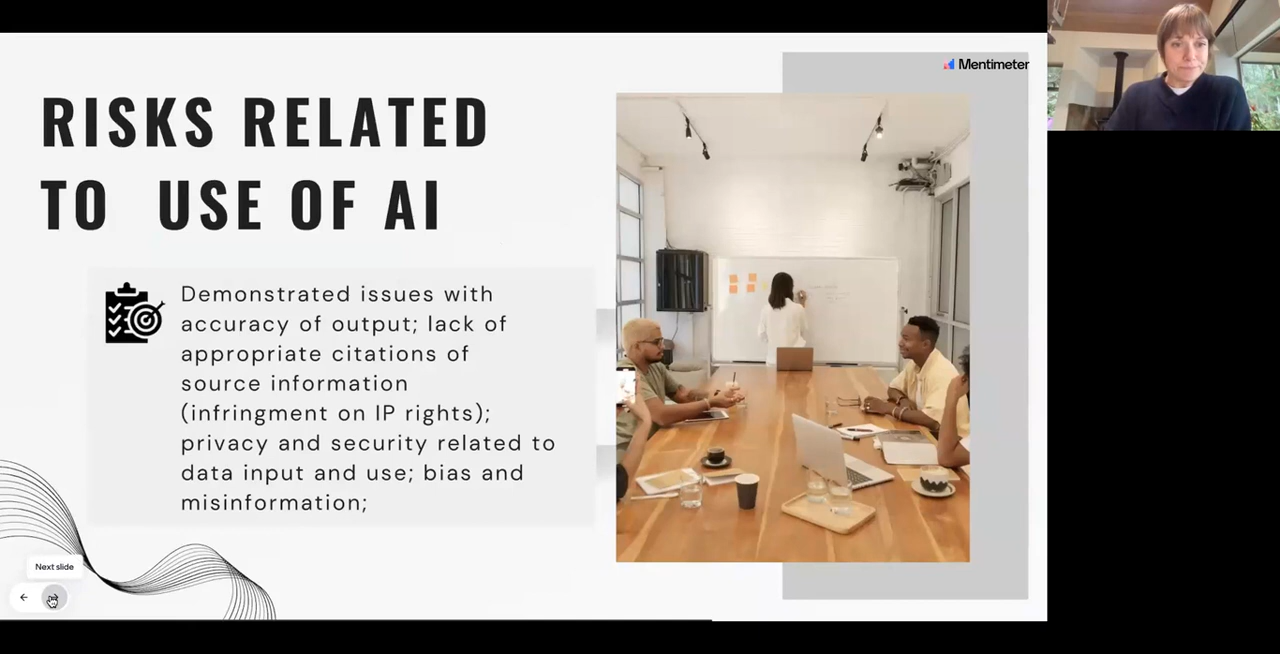 Mentimeter
RISKS RELATED
TO USE OF AI
Demonstrated issues with
accuracy of output; lack of
appropriate citations of
source information
(infringment on IP rights);
privacy and security related to
data input and use; bias and
misinformation;
Next slide